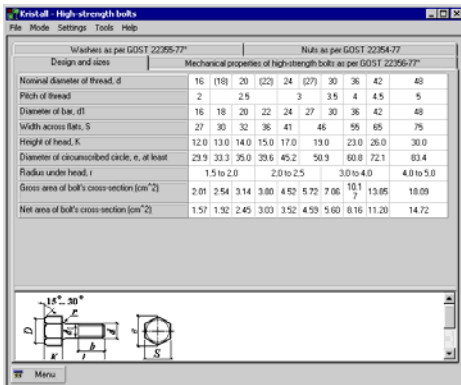 Kristall - High-strength bolts
File Mode Settings Tools Help
Washers as per GOST 22355-77" Nuts as per GOST 22354-77
Design and sizes Mechanical properties of high-strength bolts as per GOST 22356-77"
Nominal diameter of thread, d 16 (18) 20 (22) 24 (27) 30 36 42 48
Pitch of thread 2 2.5 3 3.5 4 4.5 5
Diameter of bar, d1 16 18 20 22 24 27 30 36 42 48
Width across flats, S 27 30 32 36 41 46 55 65 75
Height of head, K 12.0 13.0 14.0 15.0 17.0 19.0 23.0 26.0 30.0
Diameter of circumscribed circle, e, at least 29.9 33.3 35.0 39.6 45.2 50.9 60.8 72.1 83.4
Radius under head, r 1.5 to 2.0 2.0 to 2.5 3.0 to 4.0 4.0 to 5.0
Gross area of bolt's cross-section (cm^2) 2.01 2.54 3.14 3.80 4.52 5.72 7.06 10.17 13.85 18.09
Net area of bolt's cross-section (cm^2) 1.57 1.92 2.45 3.03 3.52 4.59 5.60 8.16 11.20 14.72
15°...30°
r
D d1 d e
b
K l S
Menu